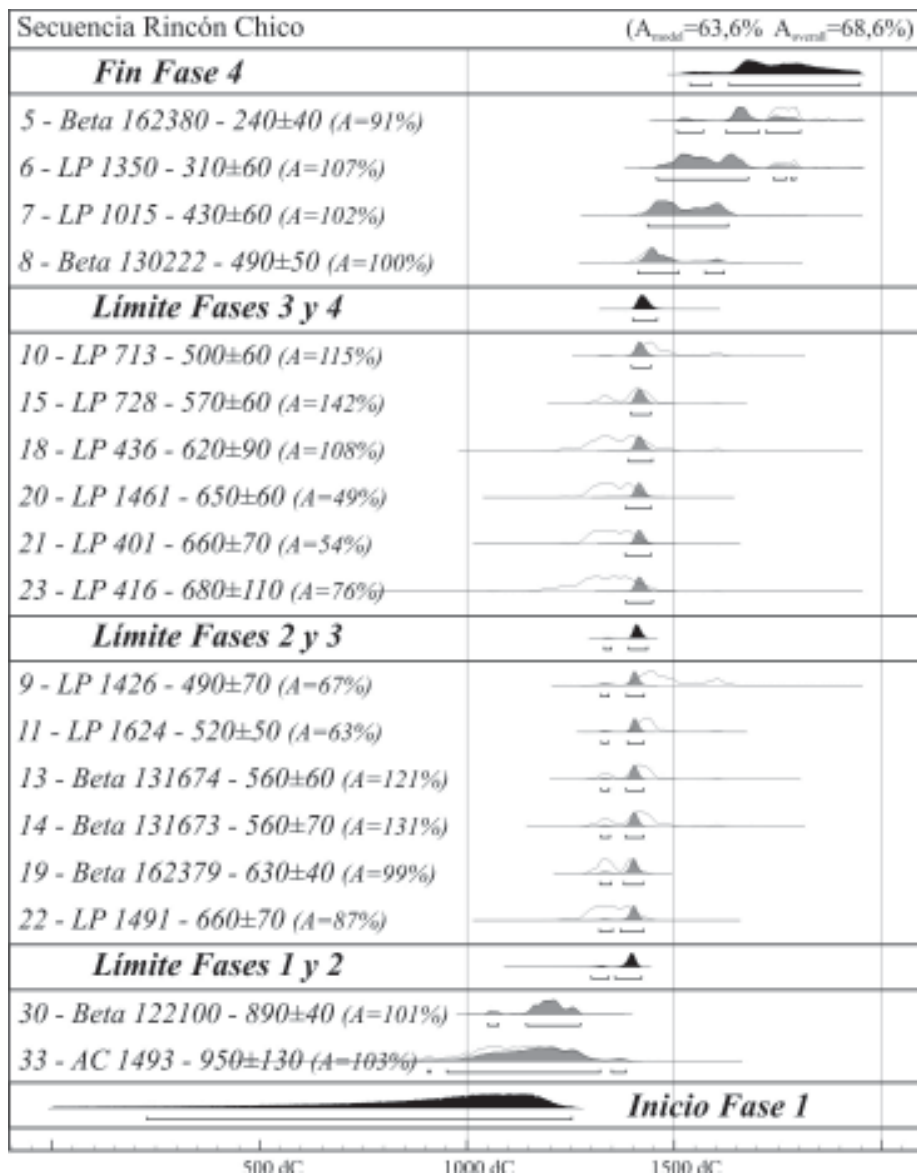 Secuencia Rincón Chico (Amodel=63,6% Aoverall=68,6%)
Fin Fase 4
5 - Beta 162380 - 240±40 (A=91%)
6 - LP 1350 - 310±60 (A=107%)
7 - LP 1015 - 430±60 (A=102%)
8 - Beta 130222 - 490±50 (A=100%)
Límite Fases 3 y 4
10 - LP 713 - 500±60 (A=115%)
15 - LP 728 - 570±60 (A=142%)
18 - LP 436 - 620±90 (A=108%)
20 - LP 1461 - 650±60 (A=49%)
21 - LP 401 - 660±70 (A=54%)
23 - LP 416 - 680±110 (A=76%)
Límite Fases 2 y 3
9 - LP 1426 - 490±70 (A=67%)
11 - LP 1624 - 520±50 (A=63%)
13 - Beta 131674 - 560±60 (A=121%)
14 - Beta 131673 - 560±70 (A=131%)
19 - Beta 162379 - 630±40 (A=99%)
22 - LP 1491 - 660±70 (A=87%)
Límite Fases 1 y 2
30 - Beta 122100 - 890±40 (A=101%)
33 - AC 1493 - 950±130 (A=103%)
Inicio Fase 1
500 dC 1000 dC 1500 dC